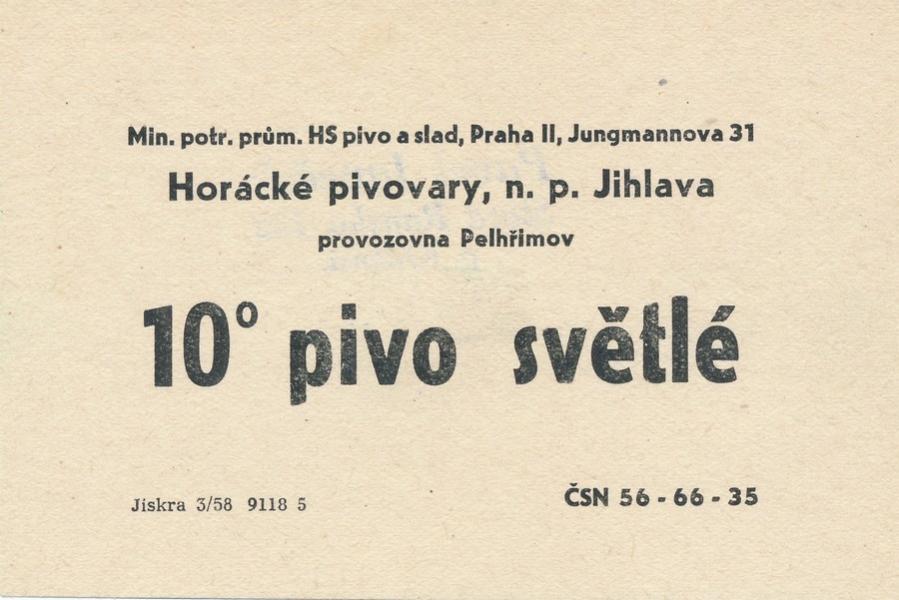 Min. potr. prům. HS pivo a slad, Praha II, Jungmannova 31
Horácké pivovary, n. p. Jihlava
provozovna Pelhřimov
10° pivo světlé
Jiskra 3/58 9118 5
ČSN 56 - 66 - 35